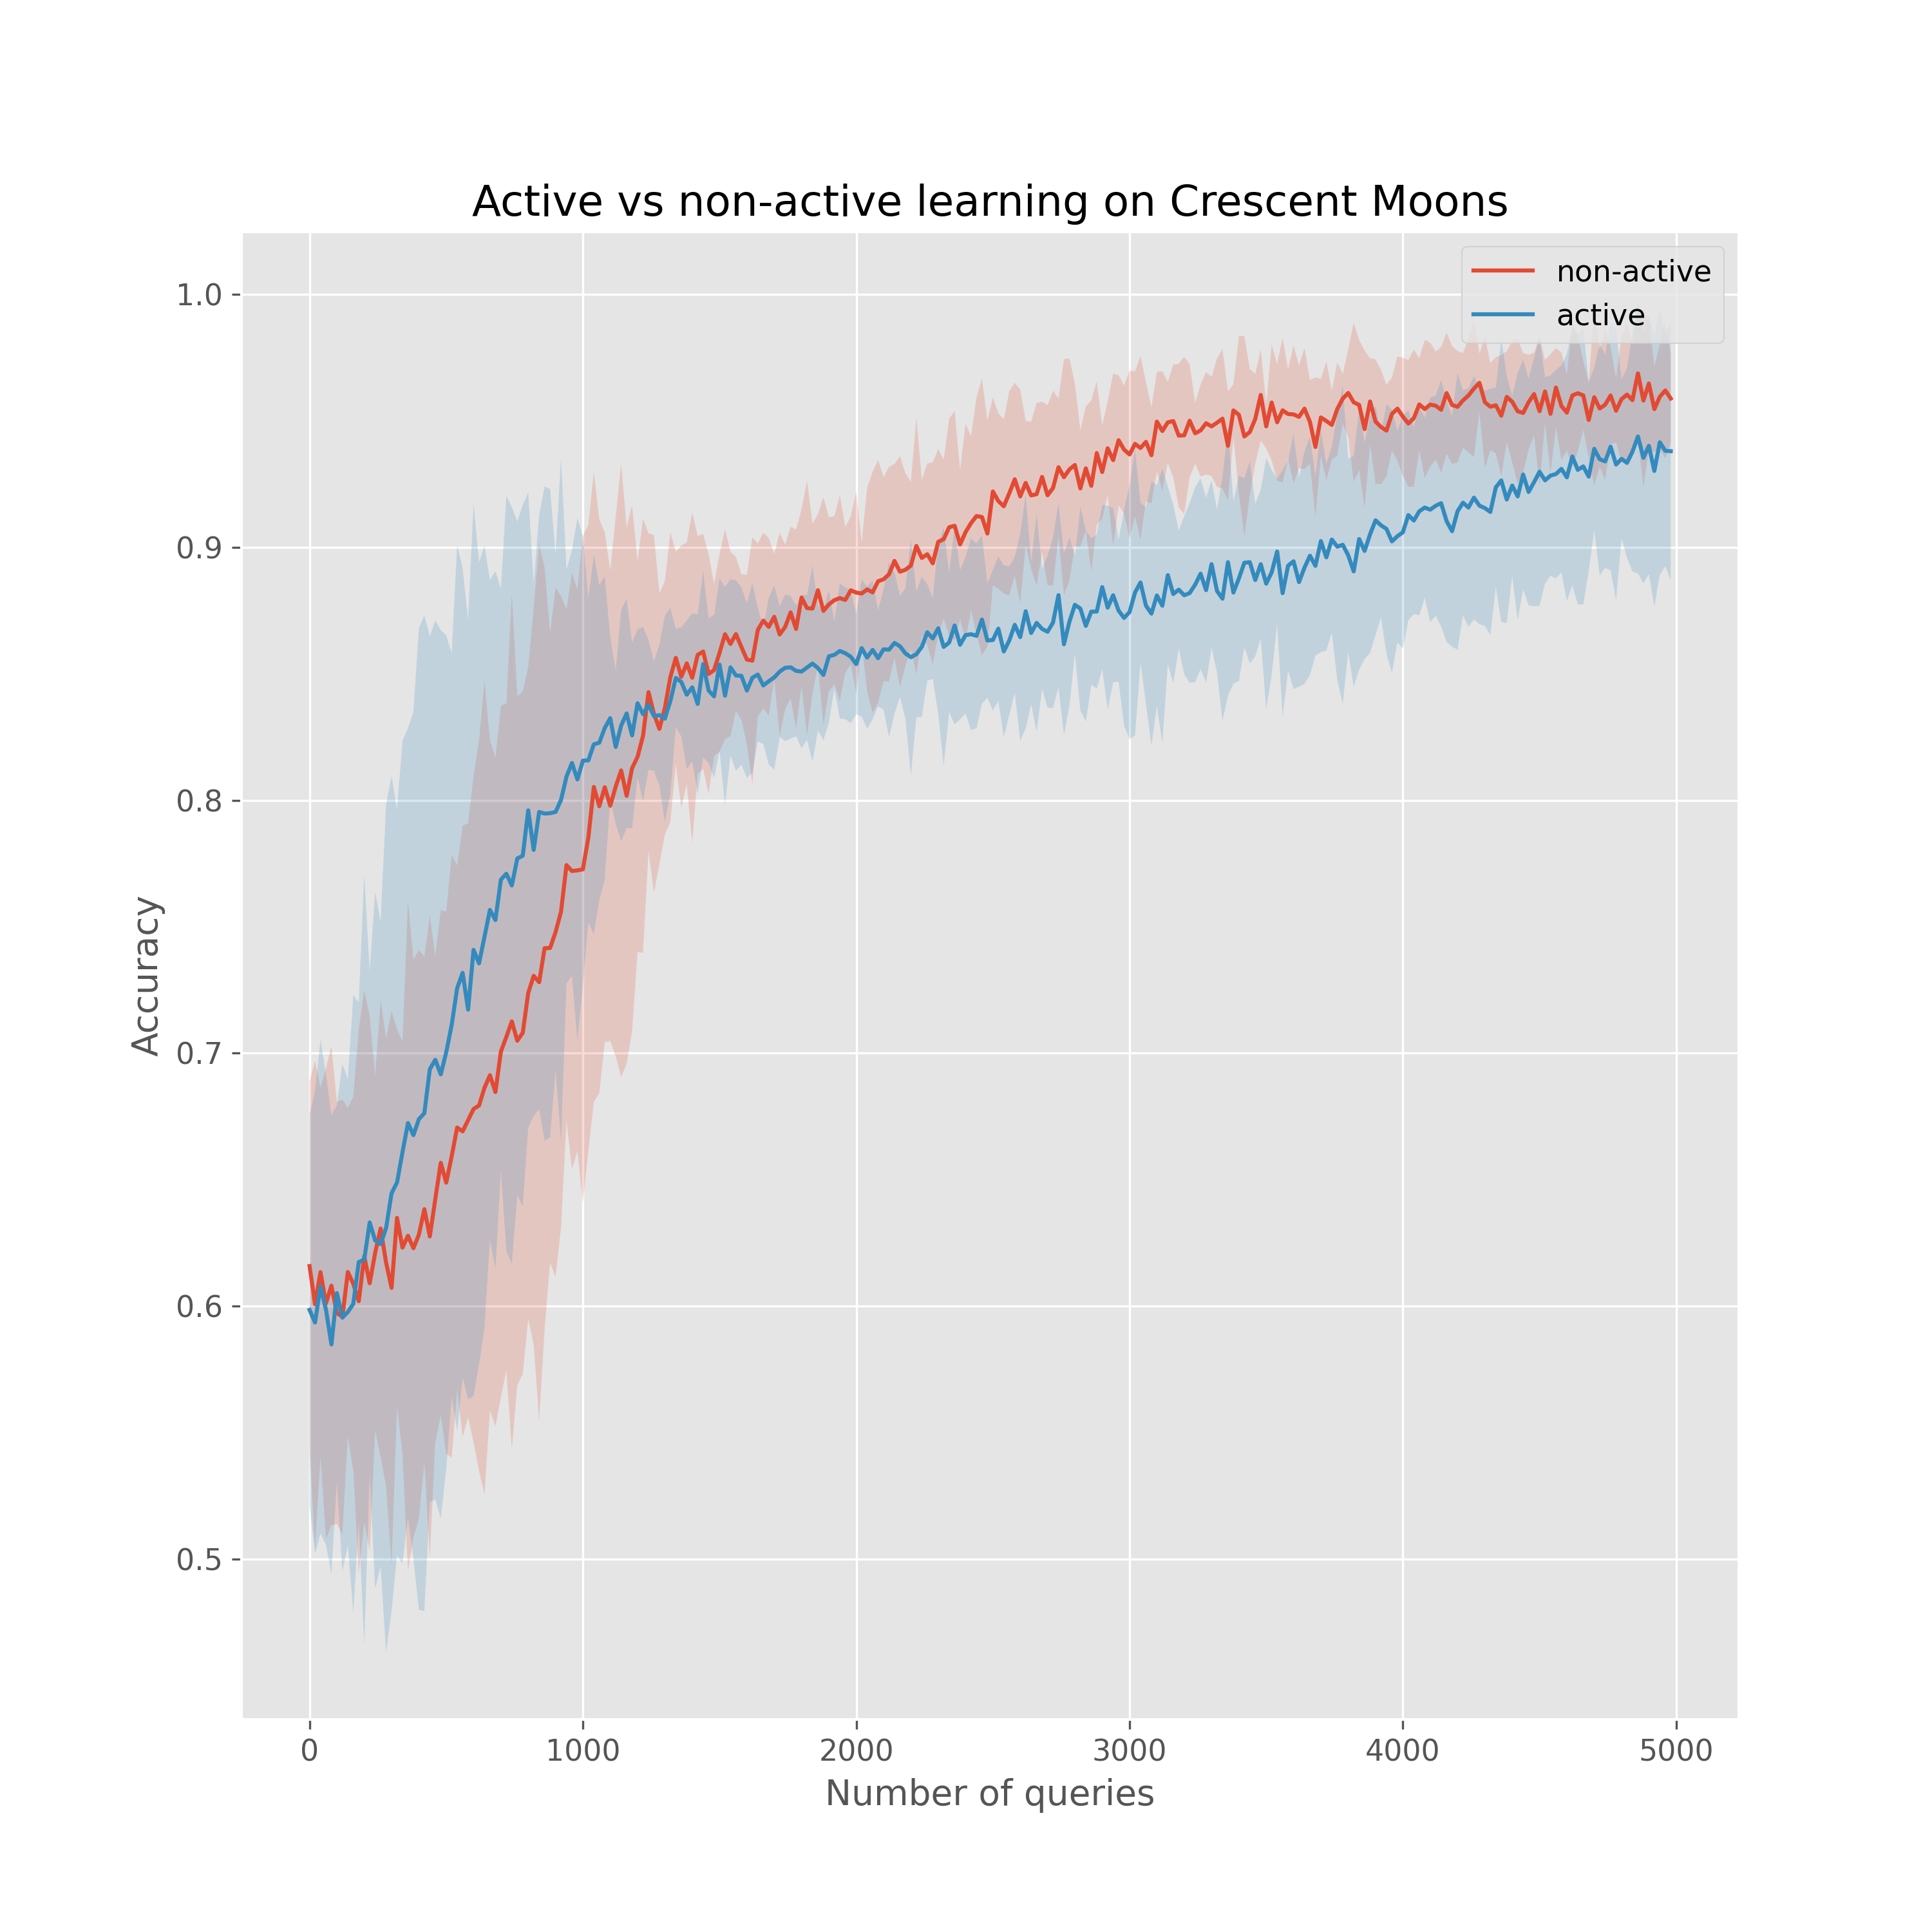 Active vs non-active learning on Crescent Moons
non-active
active
1.0
0.9
0.8
0.7
0.6
0.5
Accuracy
0 1000 2000 3000 4000 5000
Number of queries